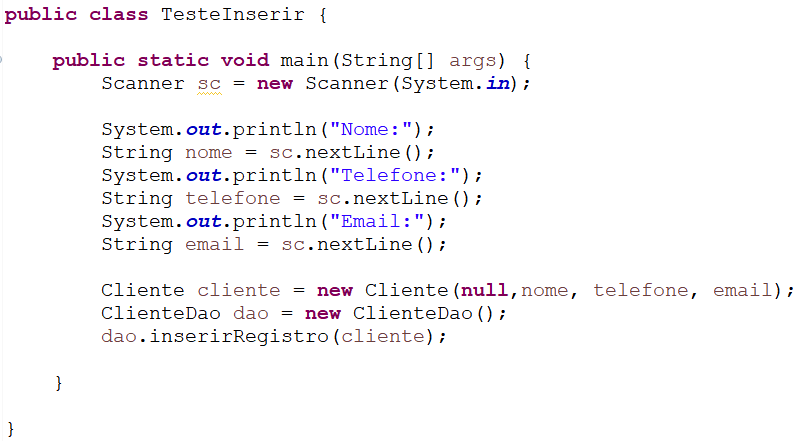 public class TesteInserir {
public static void main(String[] args) {
Scanner sc = new Scanner(System.in);
System.out.println("Nome:");
String nome = sc.nextLine();
System.out.println("Telefone:");
String telefone = sc.nextLine();
System.out.println("Email:");
String email = sc.nextLine();
Cliente cliente = new Cliente(null,nome, telefone, email);
ClienteDao dao = new ClienteDao();
dao.inserirRegistro(cliente);
}
}